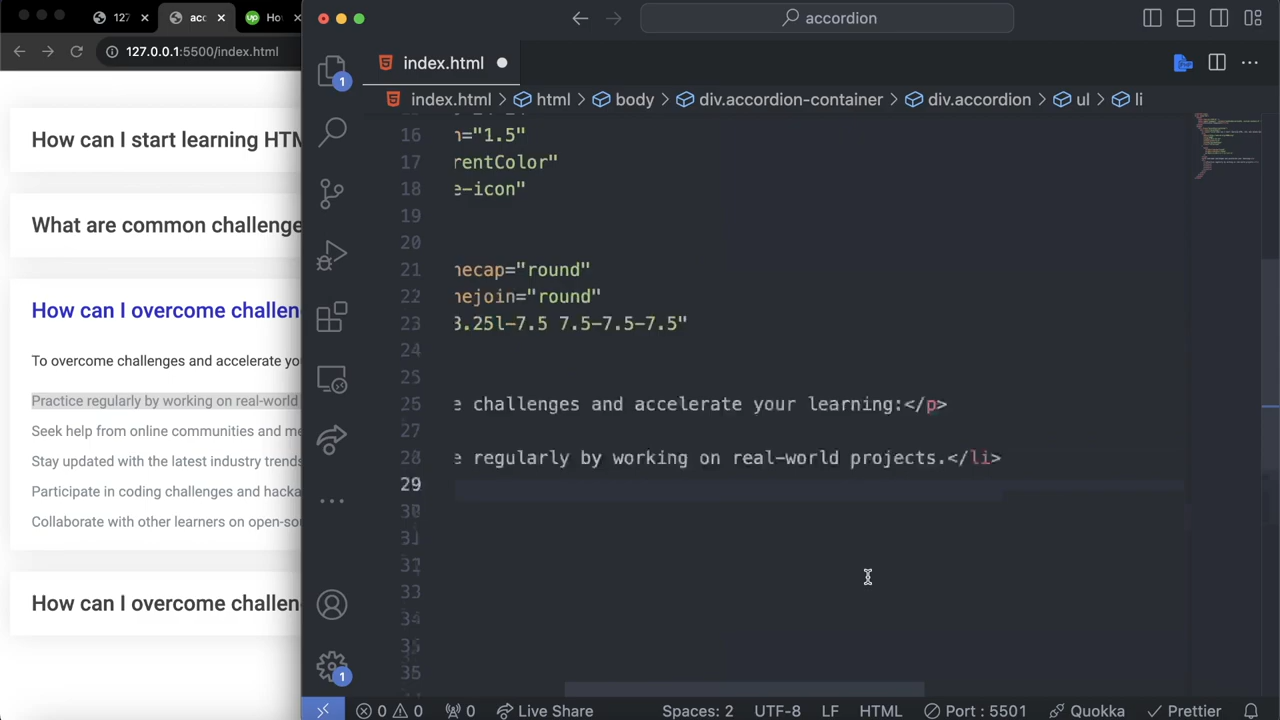 127
acc
Ho
127.0.0.1:5500/index.html
How can I start learning HTM
What are common challenge
How can I overcome challen
To overcome challenges and accelerate yo
Practice regularly by working on real-world
Seek help from online communities and me
Stay updated with the latest industry trends
Participate in coding challenges and hacka
Collaborate with other learners on open-sou
How can I overcome challen
accordion
1
index.html
index.html > html > body > div.accordion-container > div.accordion > ul > li
16 n="1.5"
17 rentColor"
18 e-icon"
19
20
21 necap="round"
22 nejoin="round"
23 3.25l-7.5 7.5-7.5-7.5"
24
25
25 e challenges and accelerate your learning:</p>
27
28 e regularly by working on real-world projects.</li>
29
30
31
32
33
34
35
35
1
0 0 0 Live Share Spaces: 2 UTF-8 LF HTML Port : 5501 Quokka Prettier